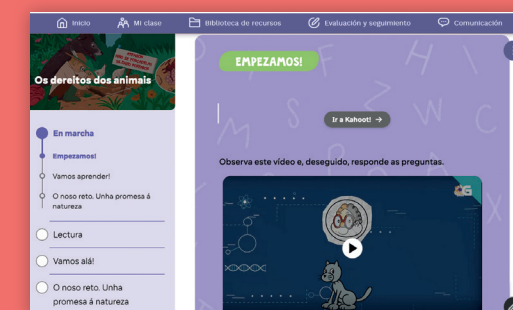 Inicio
Mi clase
Biblioteca de recursos
Evaluación y seguimiento
Comunicación
Os dereitos dos animais
En marcha
Empezamos!
Vamos aprender!
O noso reto. Unha promesa á
natureza
Lectura
Vamos alá!
O noso reto. Unha
promesa á natureza
EMPEZAMOS!
Ir a Kahoot! →
Observa este vídeo e, deseguido, responde as preguntas.